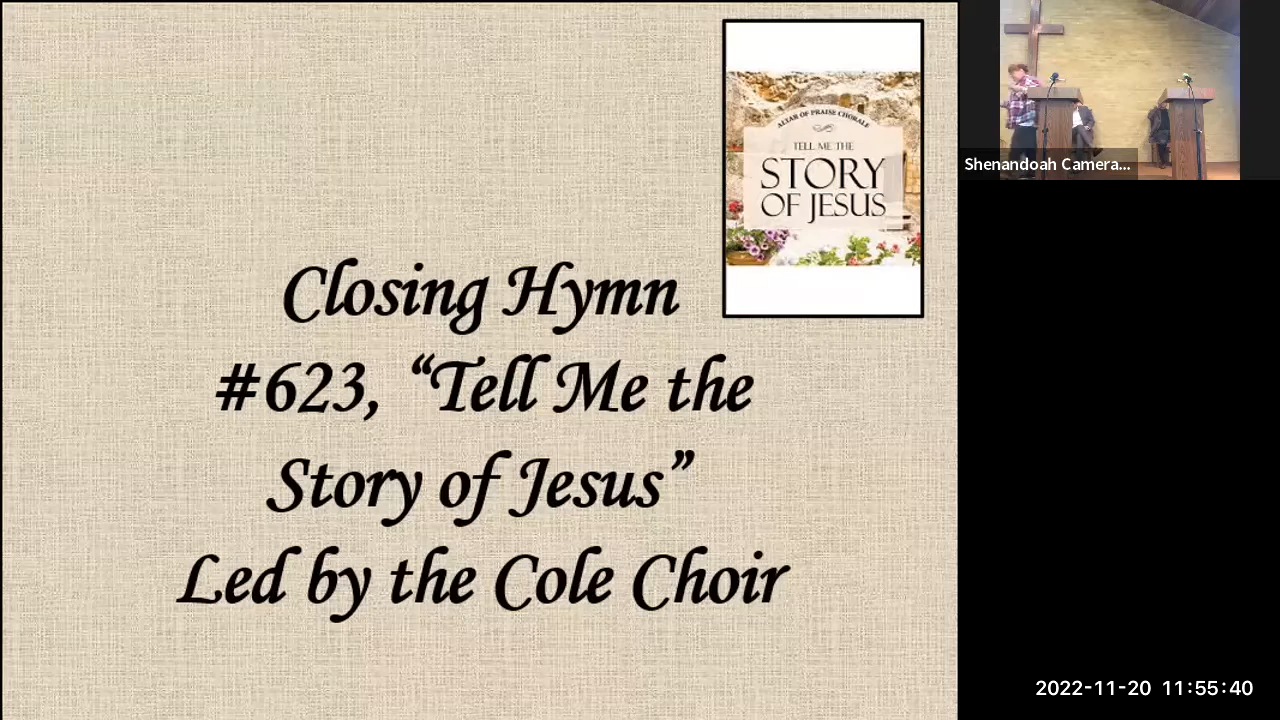 ALTAR OF PRAISE CHORALE
TELL ME THE
STORY
OF JESUS
Closing Hymn
#623, “Tell Me the
Story of Jesus”
Led by the Cole Choir
Shenandoah Camera...
2022-11-20 11:55:40